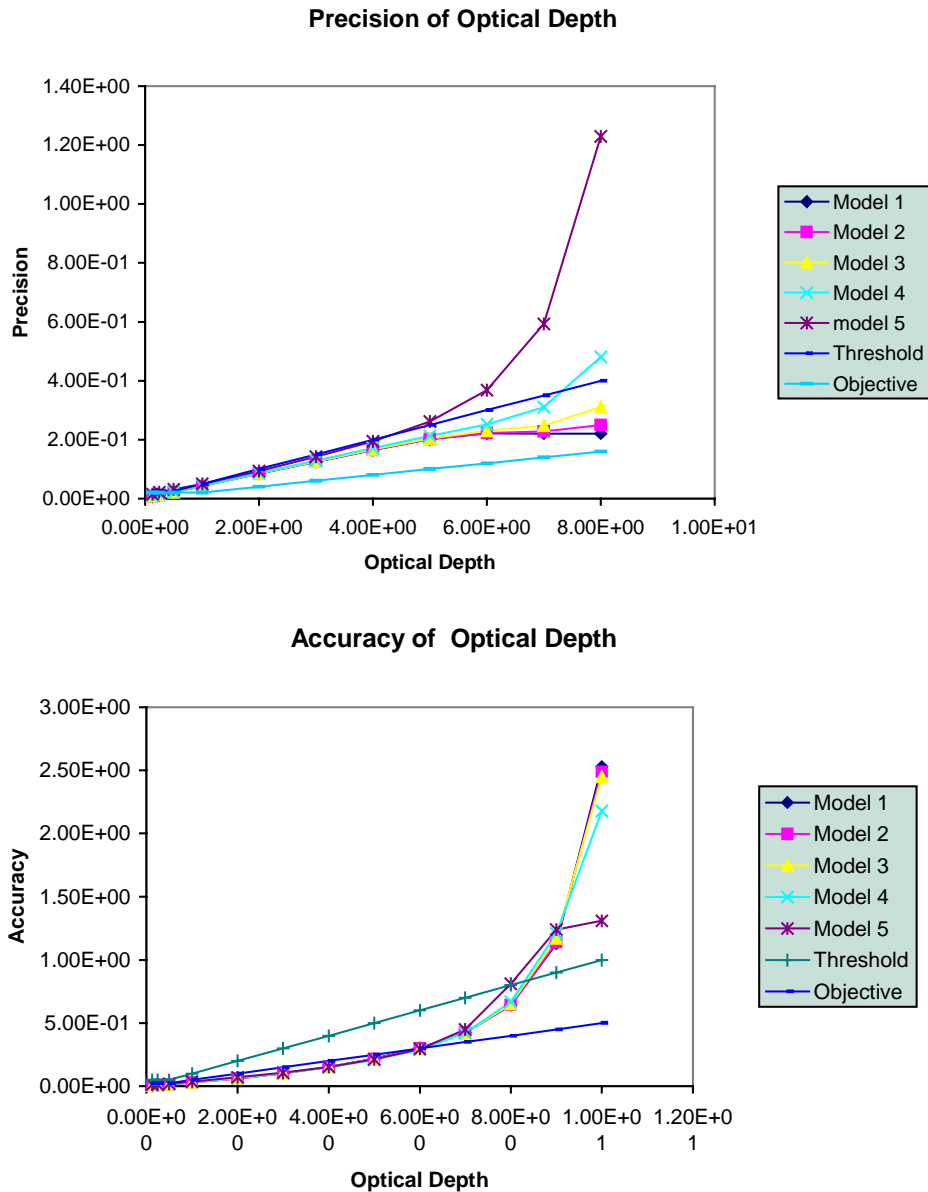 Precision of Optical Depth
1.40E+00
1.20E+00
1.00E+00
8.00E-01
6.00E-01
4.00E-01
2.00E-01
0.00E+00
Precision
0.00E+00 2.00E+00 4.00E+00 6.00E+00 8.00E+00 1.00E+01
Optical Depth
Model 1
Model 2
Model 3
Model 4
model 5
Threshold
Objective
Accuracy of Optical Depth
3.00E+00
2.50E+00
2.00E+00
1.50E+00
1.00E+00
5.00E-01
0.00E+00
Accuracy
0.00E+0 2.00E+0 4.00E+0 6.00E+0 8.00E+0 1.00E+0 1.20E+0
0 0 0 0 0 1 1
Optical Depth
Model 1
Model 2
Model 3
Model 4
Model 5
Threshold
Objective